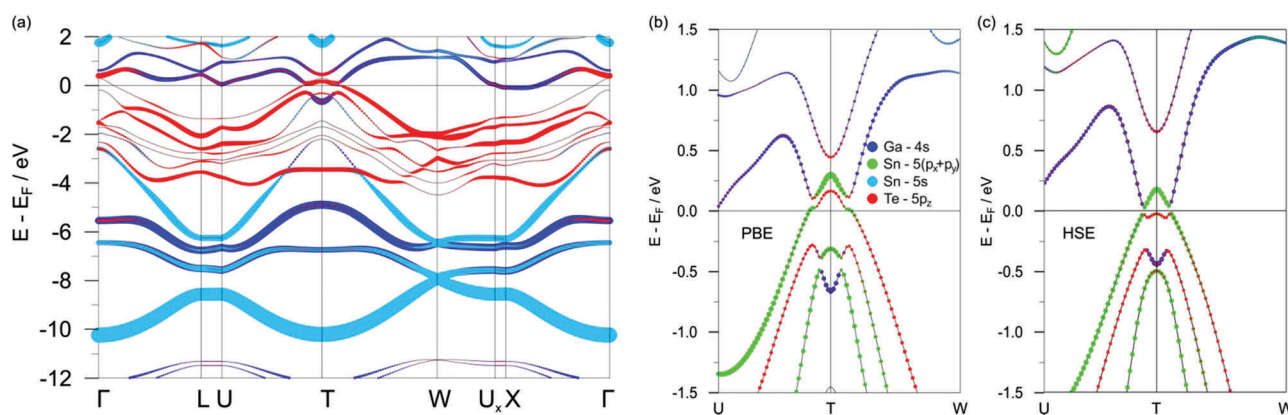 (a)
E - E_F / eV
2
0
-2
-4
-6
-8
-10
-12
Γ L U T W U_x X Γ
(b)
E - E_F / eV
1.5
1.0
0.5
0.0
-0.5
-1.0
-1.5
Ga - 4s
Sn - 5(p_x+p_y)
Sn - 5s
Te - 5p_z
PBE
U T W
(c)
E - E_F / eV
1.5
1.0
0.5
0.0
-0.5
-1.0
-1.5
HSE
U T W